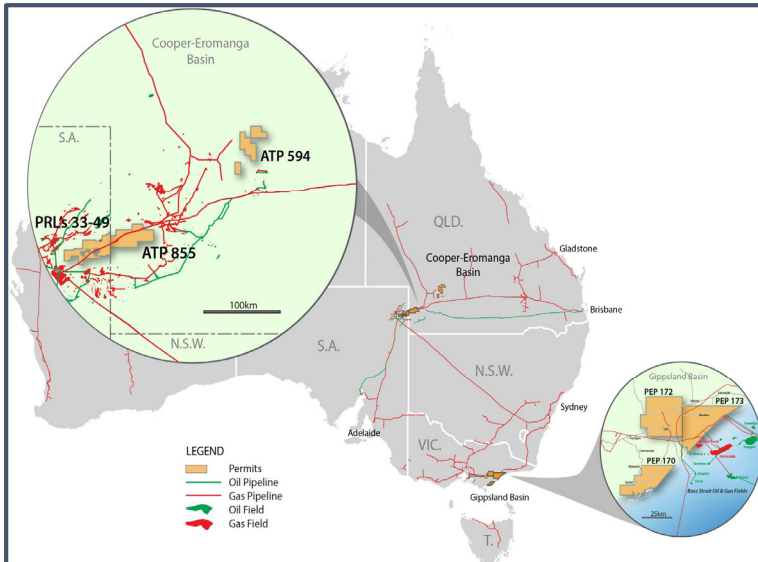 Cooper-Eromanga
Basin
S.A.
ATP 594
PRL's 33-49
ATP 855
100km
N.S.W.
QLD.
Cooper-Eromanga
Basin
Gladstone
Brisbane
S.A.
N.S.W.
Sydney
Adelaide
VIC.
Gippsland Basin
T.
LEGEND
Permits
Oil Pipeline
Gas Pipeline
Oil Field
Gas Field
Gippsland Basin
PEP 172
PEP 173
PEP 170
Bass Strait Oil & Gas Fields
25km